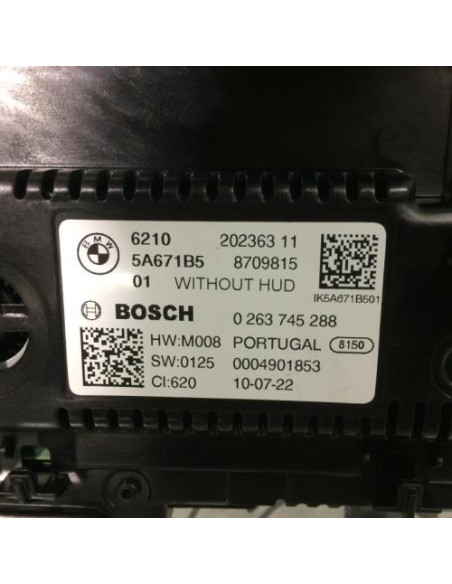 BMW
6210 202363 11
5A671B5 8709815
01 WITHOUT HUD
IK5A671B501
BOSCH 0 263 745 288
HW:M008 PORTUGAL 8150
SW:0125 0004901853
CI:620 10-07-22